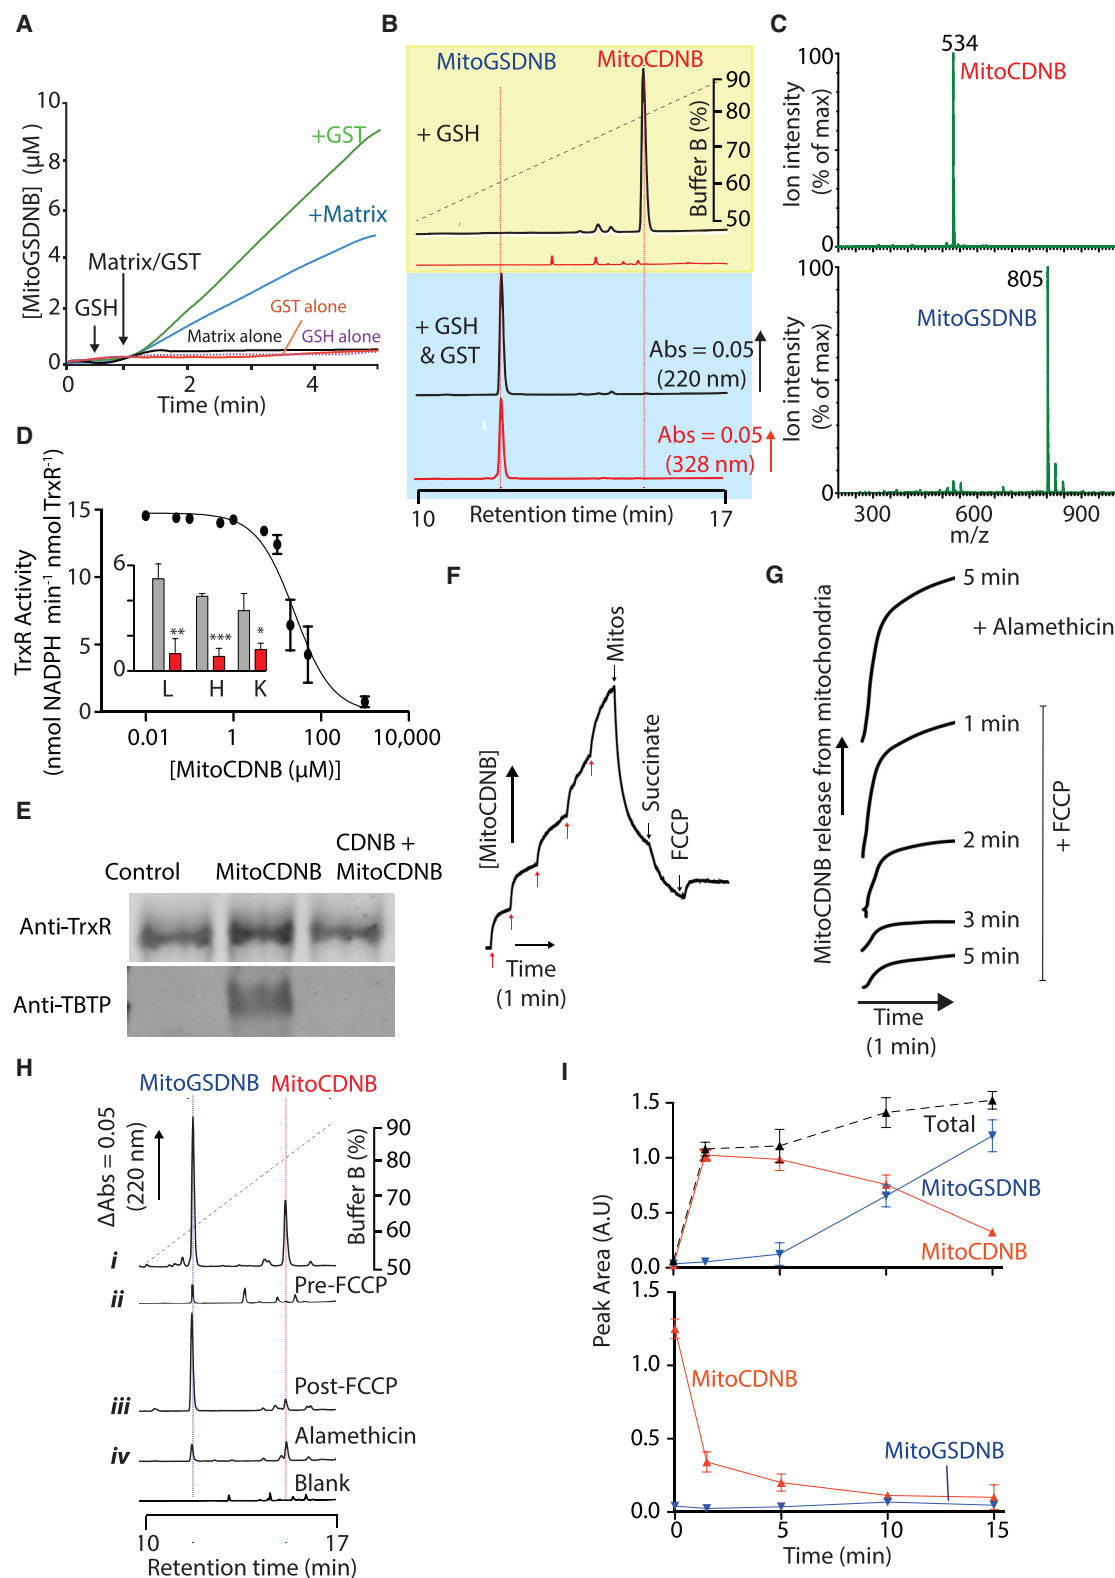 A
[MitoGSDNB] (µM)
10
8
6
4
2
0
+GST
+Matrix
Matrix/GST
GSH
GST alone
Matrix alone
GSH alone
0
2
4
Time (min)
B
MitoGSDNB
MitoCDNB
+ GSH
Buffer B (%)
90
80
70
60
50
+ GSH
& GST
Abs = 0.05
(220 nm)
Abs = 0.05
(328 nm)
10
17
Retention time (min)
C
534
100
MitoCDNB
Ion intensity
(% of max)
0
805
100
MitoGSDNB
Ion intensity
(% of max)
0
300
600
900
m/z
D
TrxR Activity
(nmol NADPH min⁻¹ nmol TrxR⁻¹)
15
10
5
0
6
0
**
***
*
L
H
K
0.01
1
100
10,000
[MitoCDNB (µM)]
E
Control
MitoCDNB
CDNB +
MitoCDNB
Anti-TrxR
Anti-TBTP
F
[MitoCDNB]
Mitos
Succinate
FCCP
Time
(1 min)
G
MitoCDNB release from mitochondria
5 min
+ Alamethicin
1 min
2 min
3 min
5 min
+ FCCP
Time
(1 min)
H
MitoGSDNB
MitoCDNB
ΔAbs = 0.05
(220 nm)
Buffer B (%)
90
80
70
60
50
i
ii
Pre-FCCP
iii
Post-FCCP
iv
Alamethicin
Blank
10
17
Retention time (min)
I
Peak Area (A.U)
1.5
1.0
0.5
0.0
Total
MitoGSDNB
MitoCDNB
1.5
1.0
0.5
0.0
MitoCDNB
MitoGSDNB
0
5
10
15
Time (min)